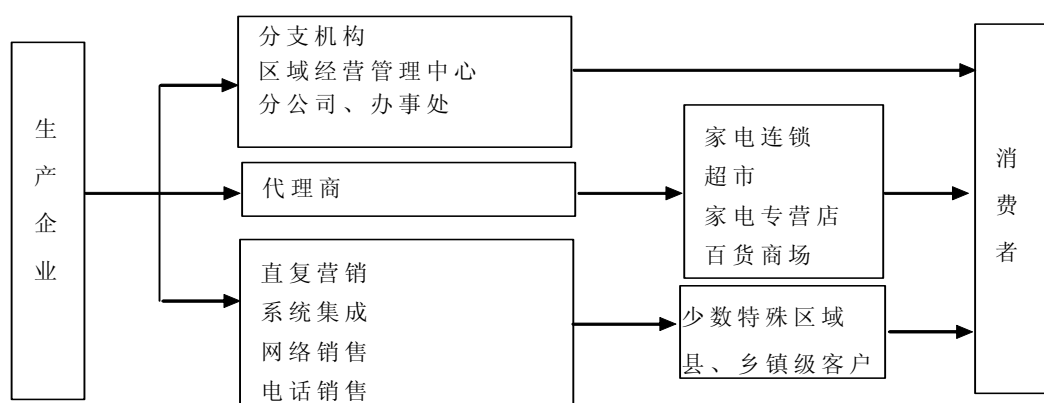 生产企业
分支机构
区域经营管理中心
分公司、办事处
代理商
直复营销
系统集成
网络销售
电话销售
家电连锁
超市
家电专营店
百货商场
少数特殊区域
县、乡镇级客户
消费者